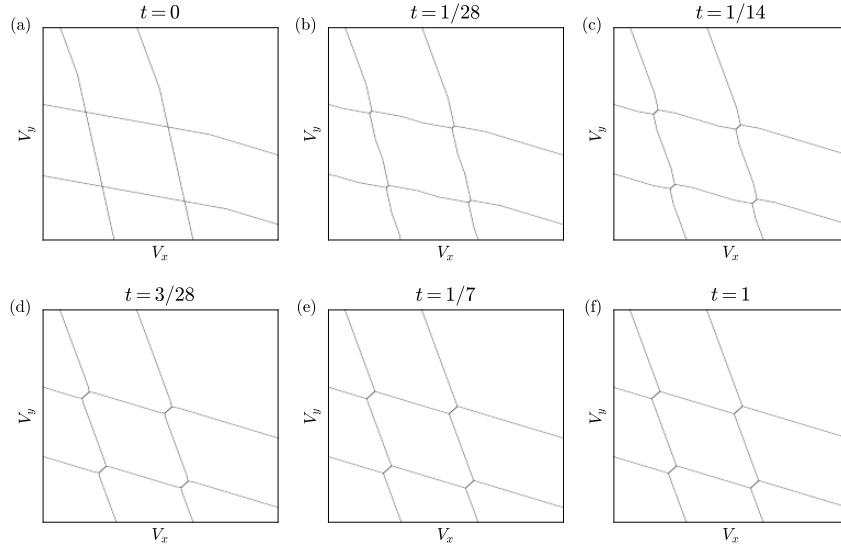 (a) t = 0
V_y
V_x
(b) t = 1/28
V_y
V_x
(c) t = 1/14
V_y
V_x
(d) t = 3/28
V_y
V_x
(e) t = 1/7
V_y
V_x
(f) t = 1
V_y
V_x